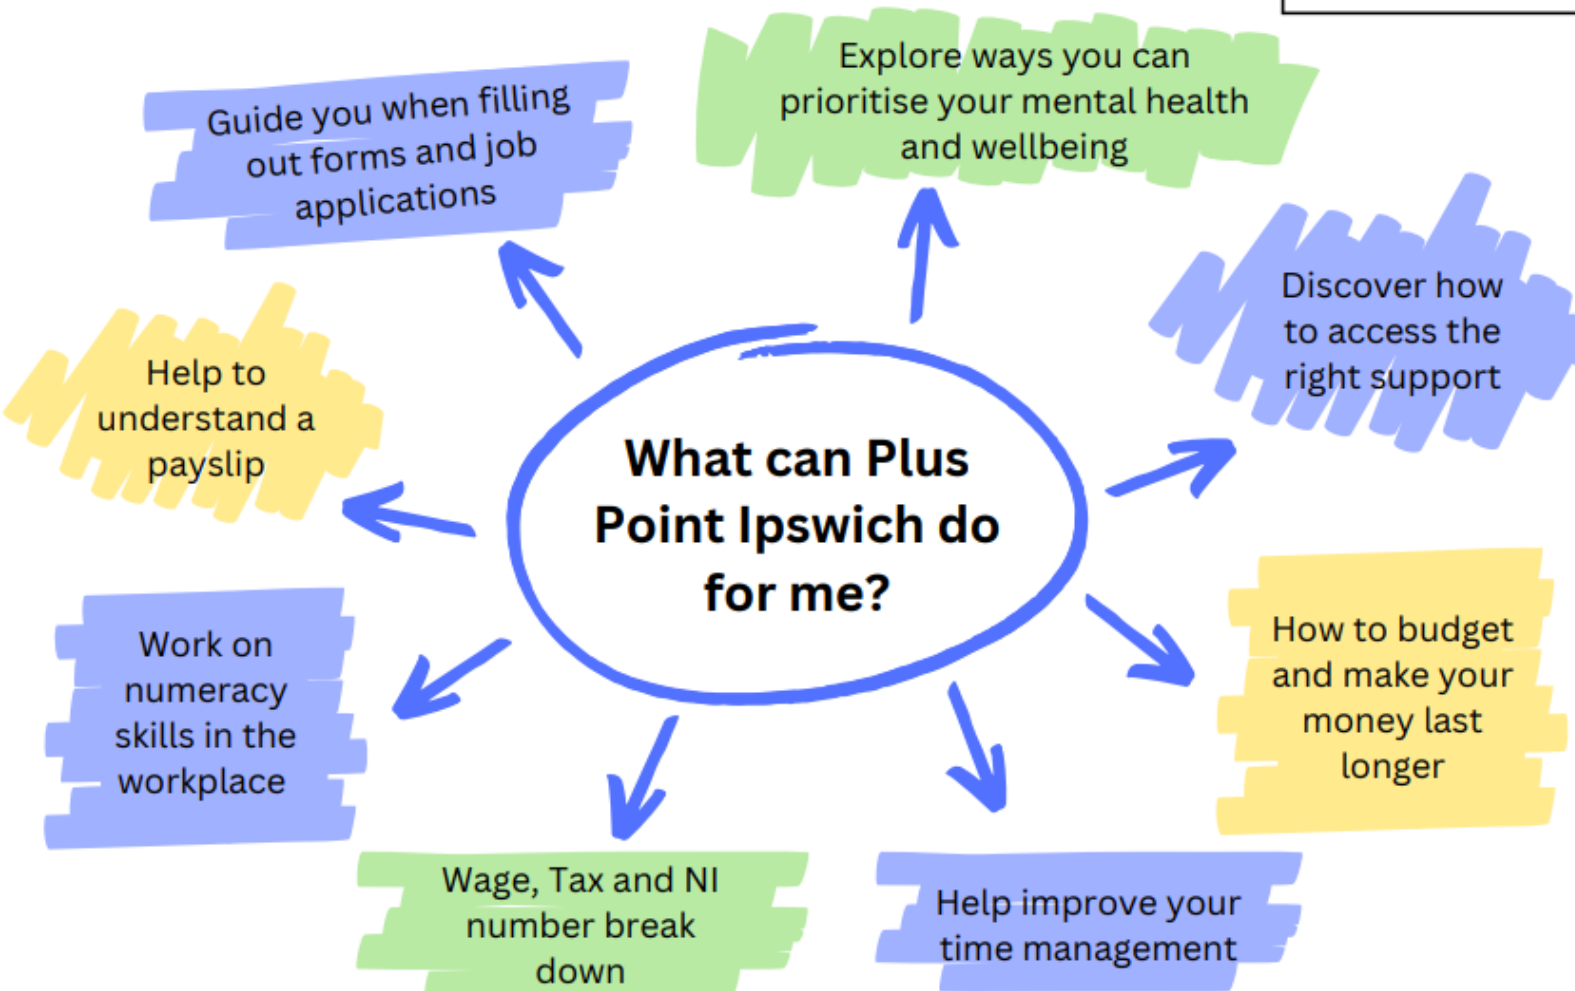 Explore ways you can
prioritise your mental health
and wellbeing
Guide you when filling
out forms and job
applications
Discover how
to access the
right support
Help to
understand a
payslip
What can Plus
Point Ipswich do
for me?
How to budget
and make your
money last
longer
Work on
numeracy
skills in the
workplace
Wage, Tax and NI
number break
down
Help improve your
time management